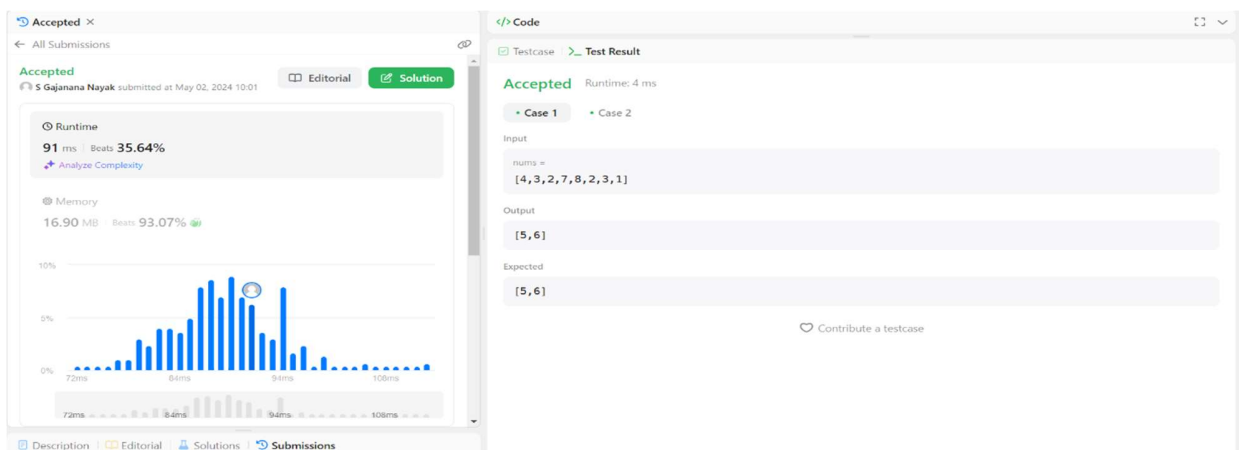 Accepted
All Submissions
Accepted
S Gajanana Nayak submitted at May 02, 2024 10:01
Editorial
Solution
Runtime
91 ms Beats 35.64%
Analyze Complexity
Memory
16.90 MB Beats 93.07%
10%
5%
0%
72ms 84ms 94ms 108ms
72ms 84ms 94ms 108ms
Description Editorial Solutions Submissions
</> Code
Testcase >_ Test Result
Accepted Runtime: 4 ms
• Case 1 • Case 2
Input
nums =
[4,3,2,7,8,2,3,1]
Output
[5,6]
Expected
[5,6]
Contribute a testcase